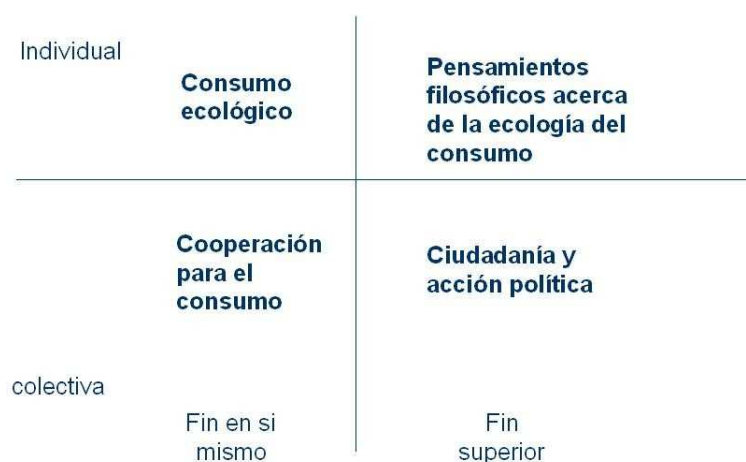 Individual
Consumo
ecológico
Pensamientos
filosóficos acerca
de la ecología del
consumo
Cooperación
para el
consumo
Ciudadanía y
acción política
colectiva
Fin en si
mismo
Fin
superior